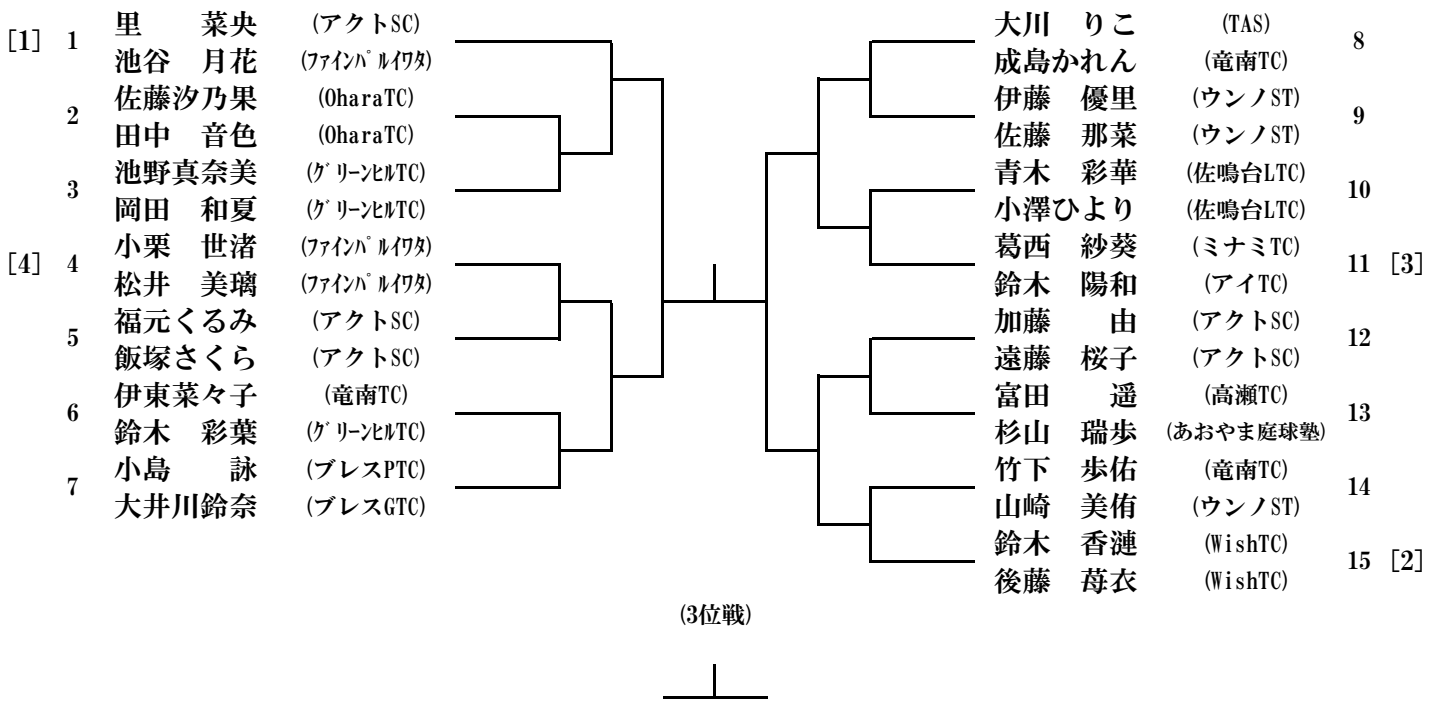 [1] 1 里　菜央 (アクトSC)
池谷　月花 (ﾌｧｲﾝﾊﾟﾙｲﾜﾀ)
2 佐藤汐乃果 (OharaTC)
田中　音色 (OharaTC)
3 池野真奈美 (ｸﾞﾘｰﾝﾋﾙTC)
岡田　和夏 (ｸﾞﾘｰﾝﾋﾙTC)
[4] 4 小栗　世渚 (ﾌｧｲﾝﾊﾟﾙｲﾜﾀ)
松井　美璃 (ﾌｧｲﾝﾊﾟﾙｲﾜﾀ)
5 福元くるみ (アクトSC)
飯塚さくら (アクトSC)
6 伊東菜々子 (竜南TC)
鈴木　彩葉 (ｸﾞﾘｰﾝﾋﾙTC)
7 小島　詠 (ブレスPTC)
大井川鈴奈 (ブレスGTC)
大川　りこ (TAS) 8
成島かれん (竜南TC)
伊藤　優里 (ウンノST) 9
佐藤　那菜 (ウンノST)
青木　彩華 (佐鳴台LTC) 10
小澤ひより (佐鳴台LTC)
葛西　紗葵 (ミナミTC) 11 [3]
鈴木　陽和 (アイTC)
加藤　由 (アクトSC) 12
遠藤　桜子 (アクトSC)
富田　遥 (高瀬TC) 13
杉山　瑞歩 (あおやま庭球塾)
竹下　歩佑 (竜南TC) 14
山崎　美侑 (ウンノST)
鈴木　香漣 (WishTC) 15 [2]
後藤　苺衣 (WishTC)
(3位戦)